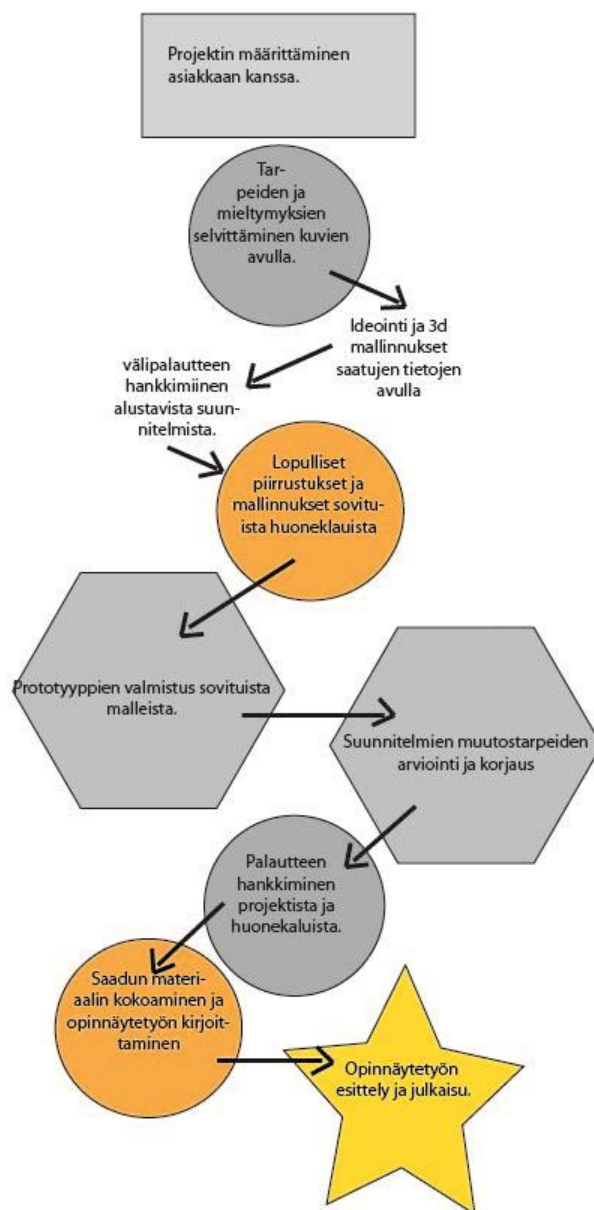 Projektin määrittäminen
asiakkaan kanssa.
Tar-
peiden ja
mieltymyksien
selvittäminen kuvien
avulla.
Ideointi ja 3d
mallinnukset
saatujen tietojen
avulla
välipalautteen
hankkimiinen
alustavista suun-
nitelmista.
Lopulliset
piirrustukset ja
mallinnukset sovitu-
ista huoneklauista
Prototyyppien valmistus sovituista
malleista.
Suunnitelmien muutostarpeiden
arviointi ja korjaus
Palautteen
hankkiminen
projektista ja
huonekaluista.
Saadun materi-
aalin kokoaminen ja
opinnäytetyön kirjoit-
taminen
Opinnäytetyön
esittely ja julkaisu.